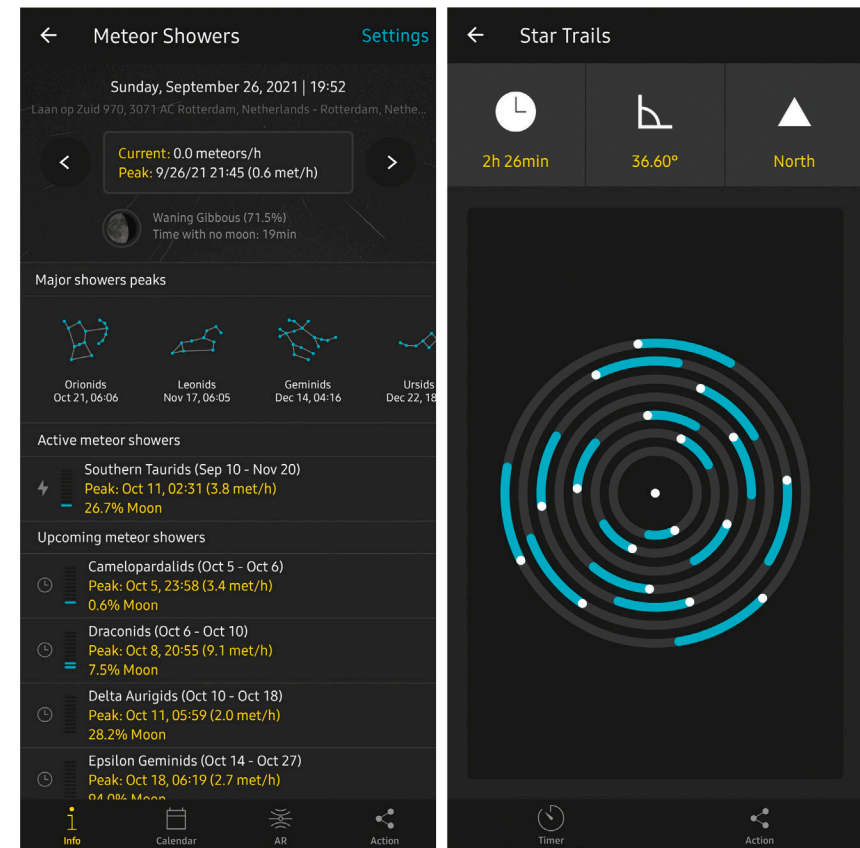 Meteor Showers
Settings
Sunday, September 26, 2021 | 19:52
Laan op Zuid 970, 3071 AC Rotterdam, Netherlands - Rotterdam, Nethe...
Current: 0.0 meteors/h
Peak: 9/26/21 21:45 (0.6 met/h)
Waning Gibbous (71.5%)
Time with no moon: 19min
Major showers peaks
Orionids
Oct 21, 06:06
Leonids
Nov 17, 06:05
Geminids
Dec 14, 04:16
Ursids
Dec 22, 18
Active meteor showers
Southern Taurids (Sep 10 - Nov 20)
Peak: Oct 11, 02:31 (3.8 met/h)
26.7% Moon
Upcoming meteor showers
Camelopardalids (Oct 5 - Oct 6)
Peak: Oct 5, 23:58 (3.4 met/h)
0.6% Moon
Draconids (Oct 6 - Oct 10)
Peak: Oct 8, 20:55 (9.1 met/h)
7.5% Moon
Delta Aurigids (Oct 10 - Oct 18)
Peak: Oct 11, 05:59 (2.0 met/h)
28.2% Moon
Epsilon Geminids (Oct 14 - Oct 27)
Peak: Oct 18, 06:19 (2.7 met/h)
94.0% Moon
Info
Calendar
AR
Action
Star Trails
2h 26min
36.60°
North
Timer
Action